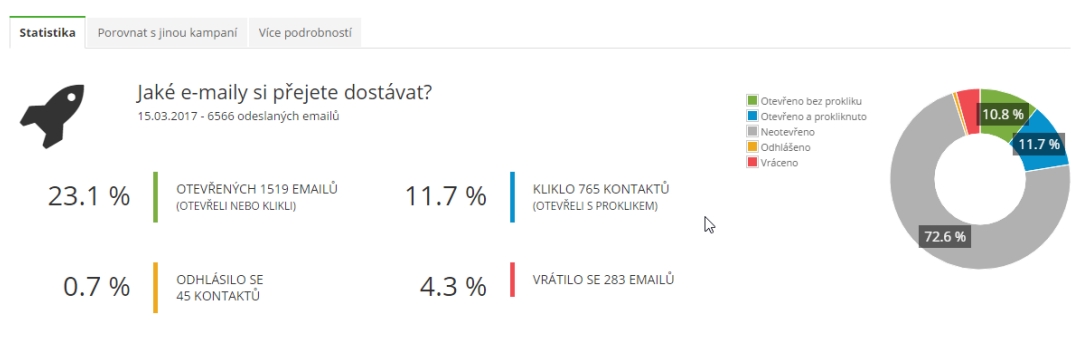 Statistika
Porovnat s jinou kampaní
Více podrobností
Jaké e-maily si přejete dostávat?
15.03.2017 - 6566 odeslaných emailů
23.1 %
OTEVŘENÝCH 1519 EMAILŮ
(OTEVŘELI NEBO KLIKLI)
11.7 %
KLIKLO 765 KONTAKTŮ
(OTEVŘELI S PROKLIKEM)
0.7 %
ODHLÁSILO SE
45 KONTAKTŮ
4.3 %
VRÁTILO SE 283 EMAILŮ
Otevřeno bez prokliku
Otevřeno a prokliknuto
Neotevřeno
Odhlášeno
Vráceno
10.8 %
11.7 %
72.6 %